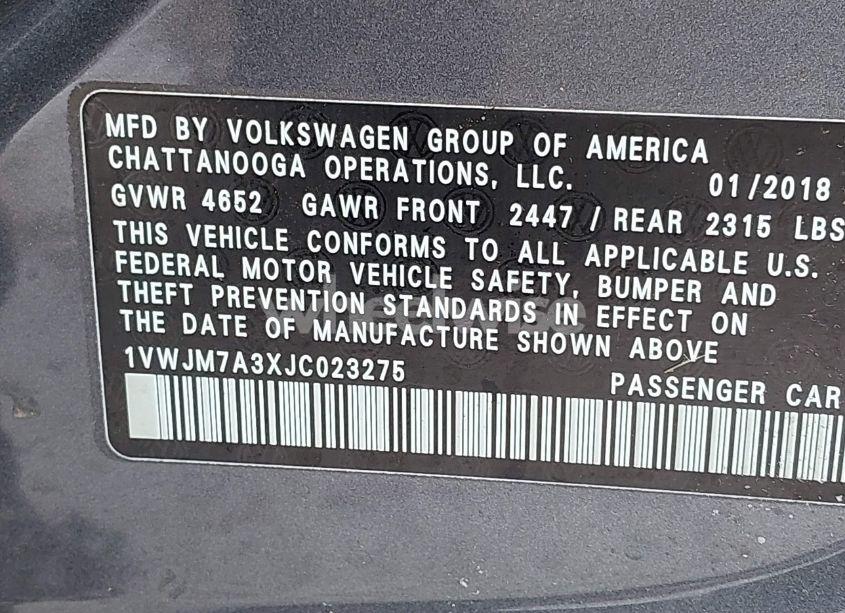 MFD BY VOLKSWAGEN GROUP OF AMERICA
CHATTANOOGA OPERATIONS, LLC. 01/2018
GVWR 4652 GAWR FRONT 2447 / REAR 2315 LBS
THIS VEHICLE CONFORMS TO ALL APPLICABLE U.S.
FEDERAL MOTOR VEHICLE SAFETY, BUMPER AND
THEFT PREVENTION STANDARDS IN EFFECT ON
THE DATE OF MANUFACTURE SHOWN ABOVE
1VWJM7A3XJC023275 PASSENGER CAR
wheelwise